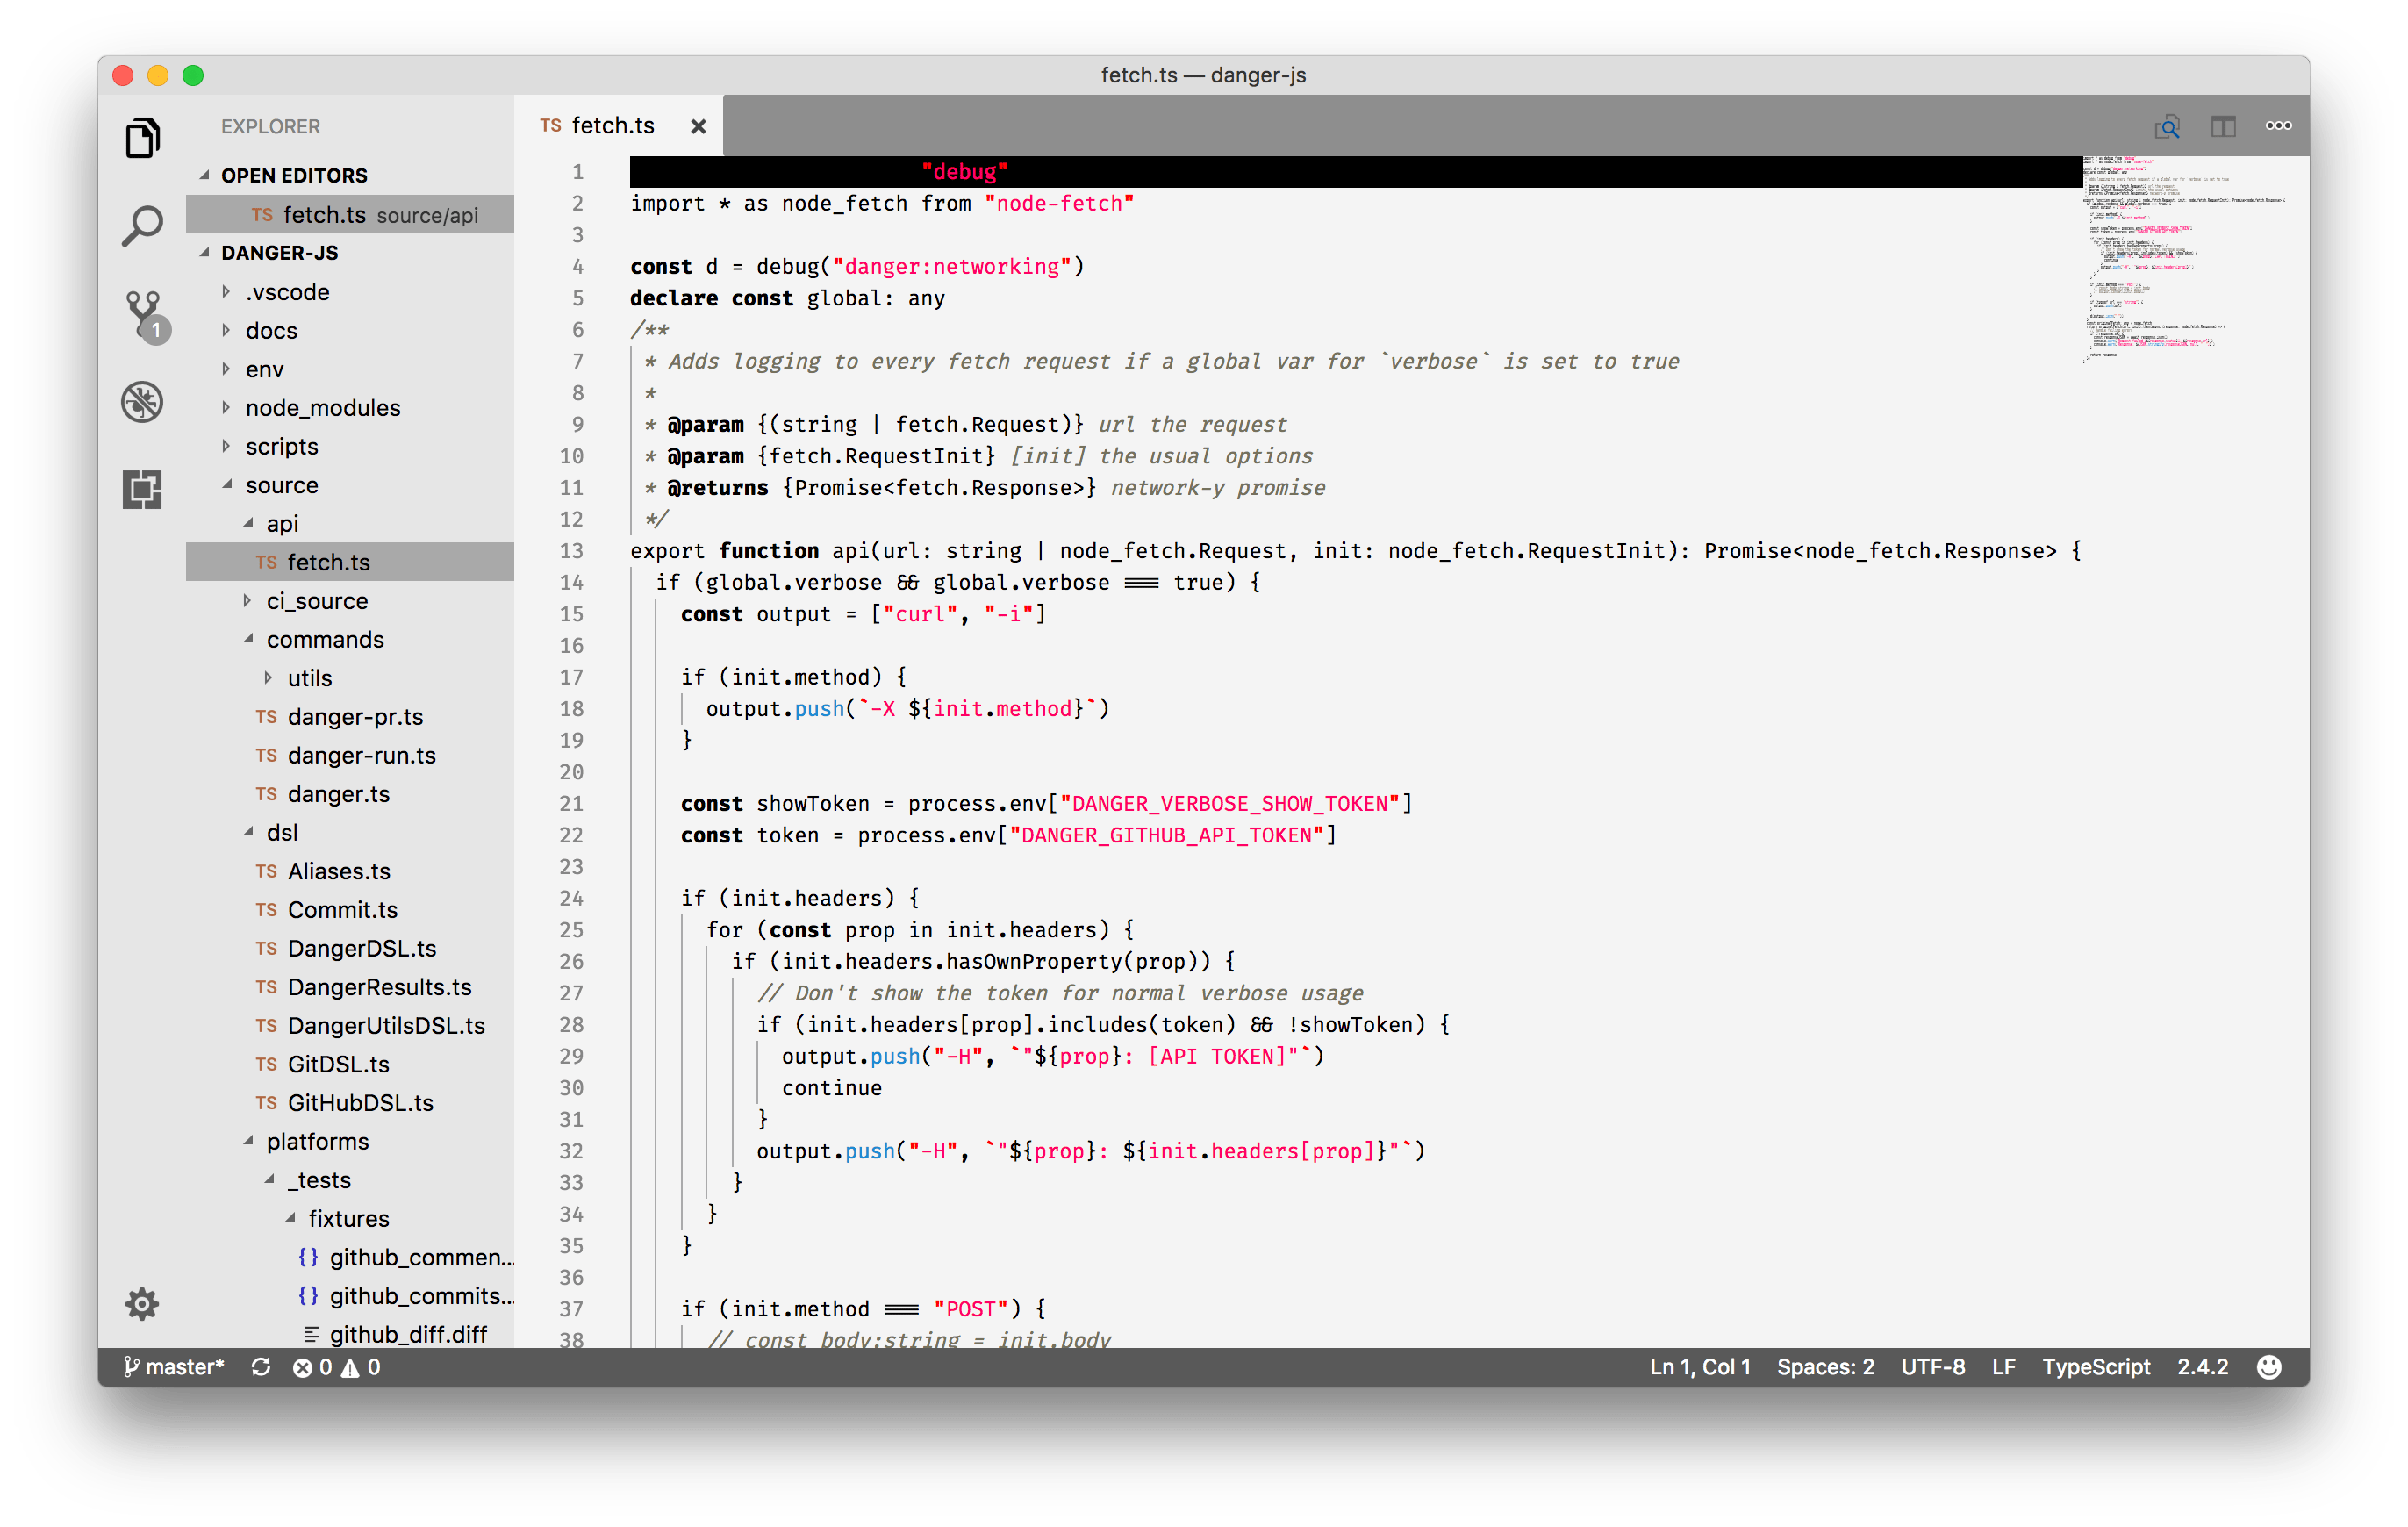 fetch.ts — danger-js
EXPLORER
OPEN EDITORS
TS fetch.ts source/api
DANGER-JS
.vscode
docs
env
node_modules
scripts
source
api
TS fetch.ts
ci_source
commands
utils
TS danger-pr.ts
TS danger-run.ts
TS danger.ts
dsl
TS Aliases.ts
TS Commit.ts
TS DangerDSL.ts
TS DangerResults.ts
TS DangerUtilsDSL.ts
TS GitDSL.ts
TS GitHubDSL.ts
platforms
_tests
fixtures
{} github_commen...
{} github_commits...
github_diff.diff
1
TS fetch.ts ×
1 "debug"
2 import * as node_fetch from "node-fetch"
3
4 const d = debug("danger:networking")
5 declare const global: any
6 /**
7 * Adds logging to every fetch request if a global var for `verbose` is set to true
8 *
9 * @param {(string | fetch.Request)} url the request
10 * @param {fetch.RequestInit} [init] the usual options
11 * @returns {Promise<fetch.Response>} network-y promise
12 */
13 export function api(url: string | node_fetch.Request, init: node_fetch.RequestInit): Promise<node_fetch.Response> {
14 if (global.verbose && global.verbose === true) {
15 const output = ["curl", "-i"]
16
17 if (init.method) {
18 output.push(`-X ${init.method}`)
19 }
20
21 const showToken = process.env["DANGER_VERBOSE_SHOW_TOKEN"]
22 const token = process.env["DANGER_GITHUB_API_TOKEN"]
23
24 if (init.headers) {
25 for (const prop in init.headers) {
26 if (init.headers.hasOwnProperty(prop)) {
27 // Don't show the token for normal verbose usage
28 if (init.headers[prop].includes(token) && !showToken) {
29 output.push("-H", `"${prop}: [API TOKEN]"`)
30 continue
31 }
32 output.push("-H", `"${prop}: ${init.headers[prop]}"`)
33 }
34 }
35 }
36
37 if (init.method === "POST") {
38 // const body:string = init.body
master* 0 0
Ln 1, Col 1 Spaces: 2 UTF-8 LF TypeScript 2.4.2